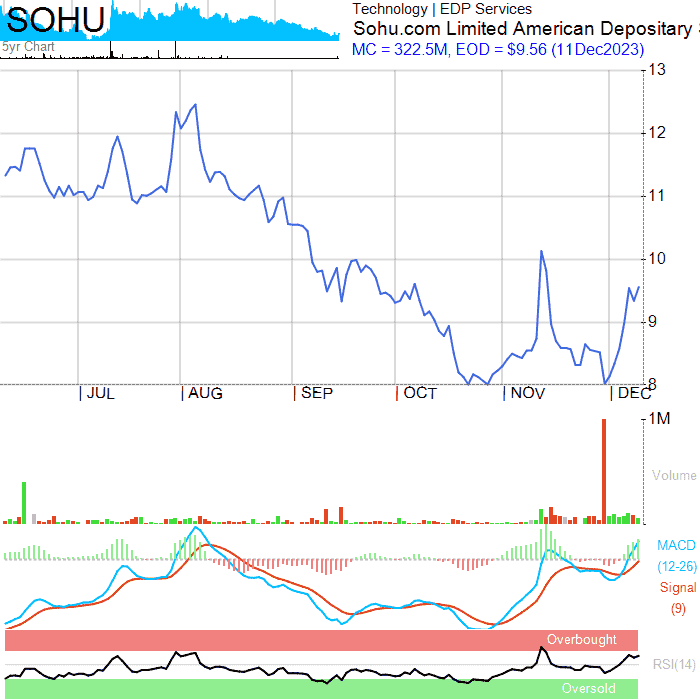 SOHU
5yr Chart
Technology | EDP Services
Sohu.com Limited American Depositary
MC = 322.5M, EOD = $9.56 (11Dec2023)
13
12
11
10
9
8
JUL AUG SEP OCT NOV DEC
1M
Volume
MACD
(12-26)
Signal
(9)
Overbought
RSI(14)
Oversold